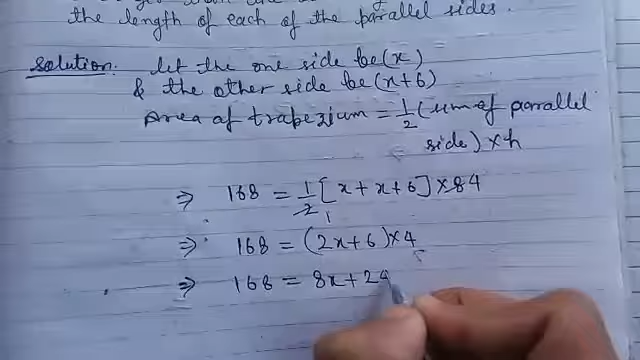 the length of each of the parallel sides.
Solution: let the one side be (x)
& the other side be (x+6)
Area of trapezium = 1/2 (sum of parallel
side) × h
⇒ 168 = 1/2 [x + x + 6] × 8 4
⇒ 168 = (2x + 6) × 4
⇒ 168 = 8x + 24